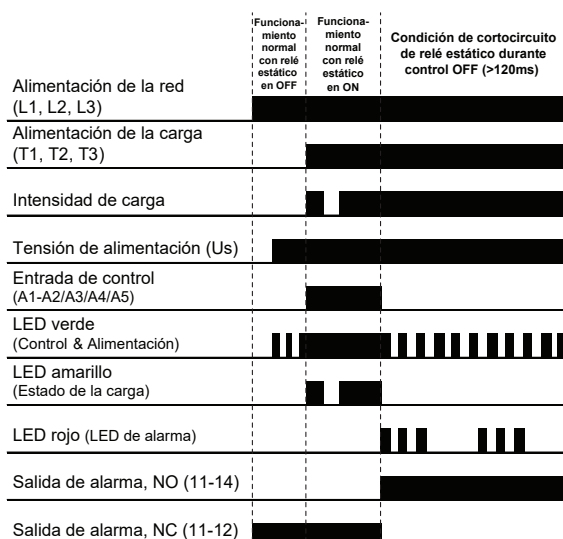 Funciona-
miento
normal
con relé
estático
en OFF
Funciona-
miento
normal
con relé
estático
en ON
Condición de cortocircuito
de relé estático durante
control OFF (>120ms)
Alimentación de la red
(L1, L2, L3)
Alimentación de la carga
(T1, T2, T3)
Intensidad de carga
Tensión de alimentación (Us)
Entrada de control
(A1-A2/A3/A4/A5)
LED verde
(Control & Alimentación)
LED amarillo
(Estado de la carga)
LED rojo (LED de alarma)
Salida de alarma, NO (11-14)
Salida de alarma, NC (11-12)